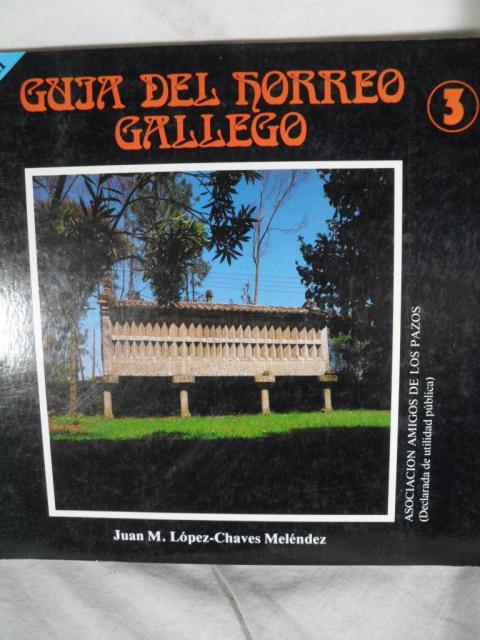 GUIA DEL HORREO
GALLEGO
3
ASOCIACION AMIGOS DE LOS PAZOS
(Declarada de utilidad pública)
Juan M. López-Chaves Meléndez